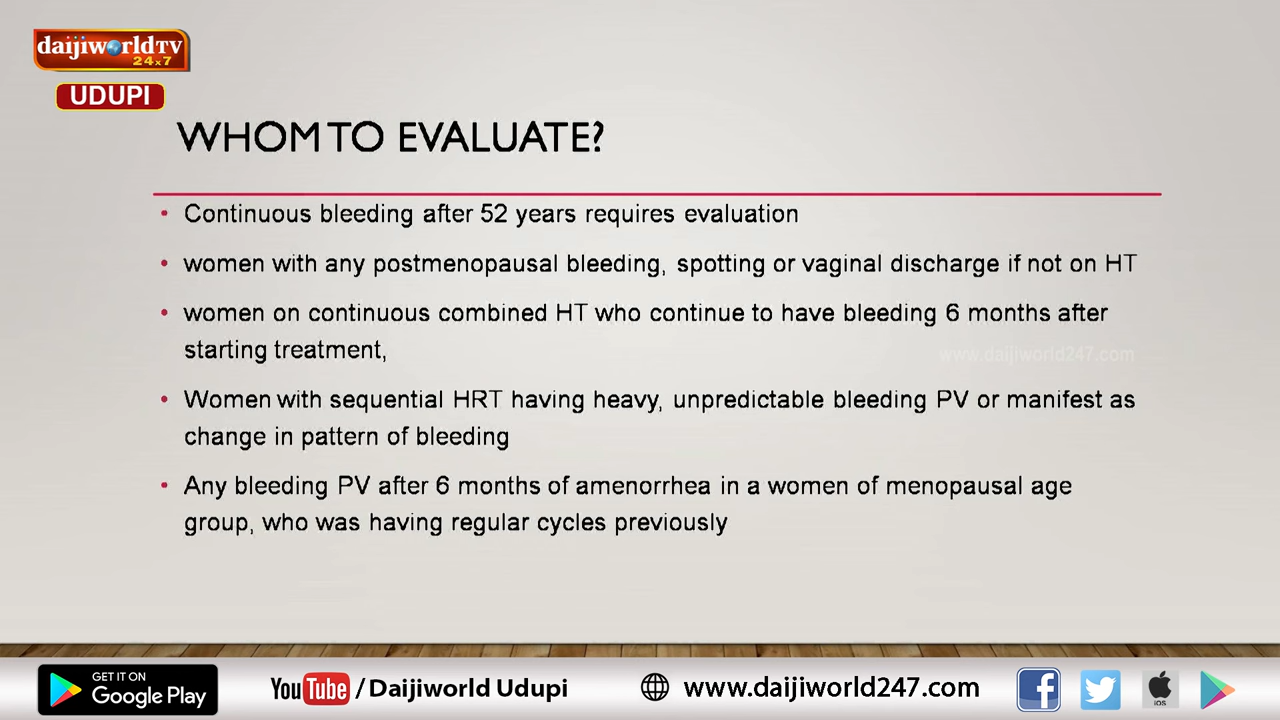 daijiworldTV
24x7
UDUPI
WHOM TO EVALUATE?
• Continuous bleeding after 52 years requires evaluation
• women with any postmenopausal bleeding, spotting or vaginal discharge if not on HT
• women on continuous combined HT who continue to have bleeding 6 months after
starting treatment,
www.daijiworld247.com
• Women with sequential HRT having heavy, unpredictable bleeding PV or manifest as
change in pattern of bleeding
• Any bleeding PV after 6 months of amenorrhea in a women of menopausal age
group, who was having regular cycles previously
GET IT ON
Google Play
YouTube / Daijiworld Udupi
www.daijiworld247.com
iOS